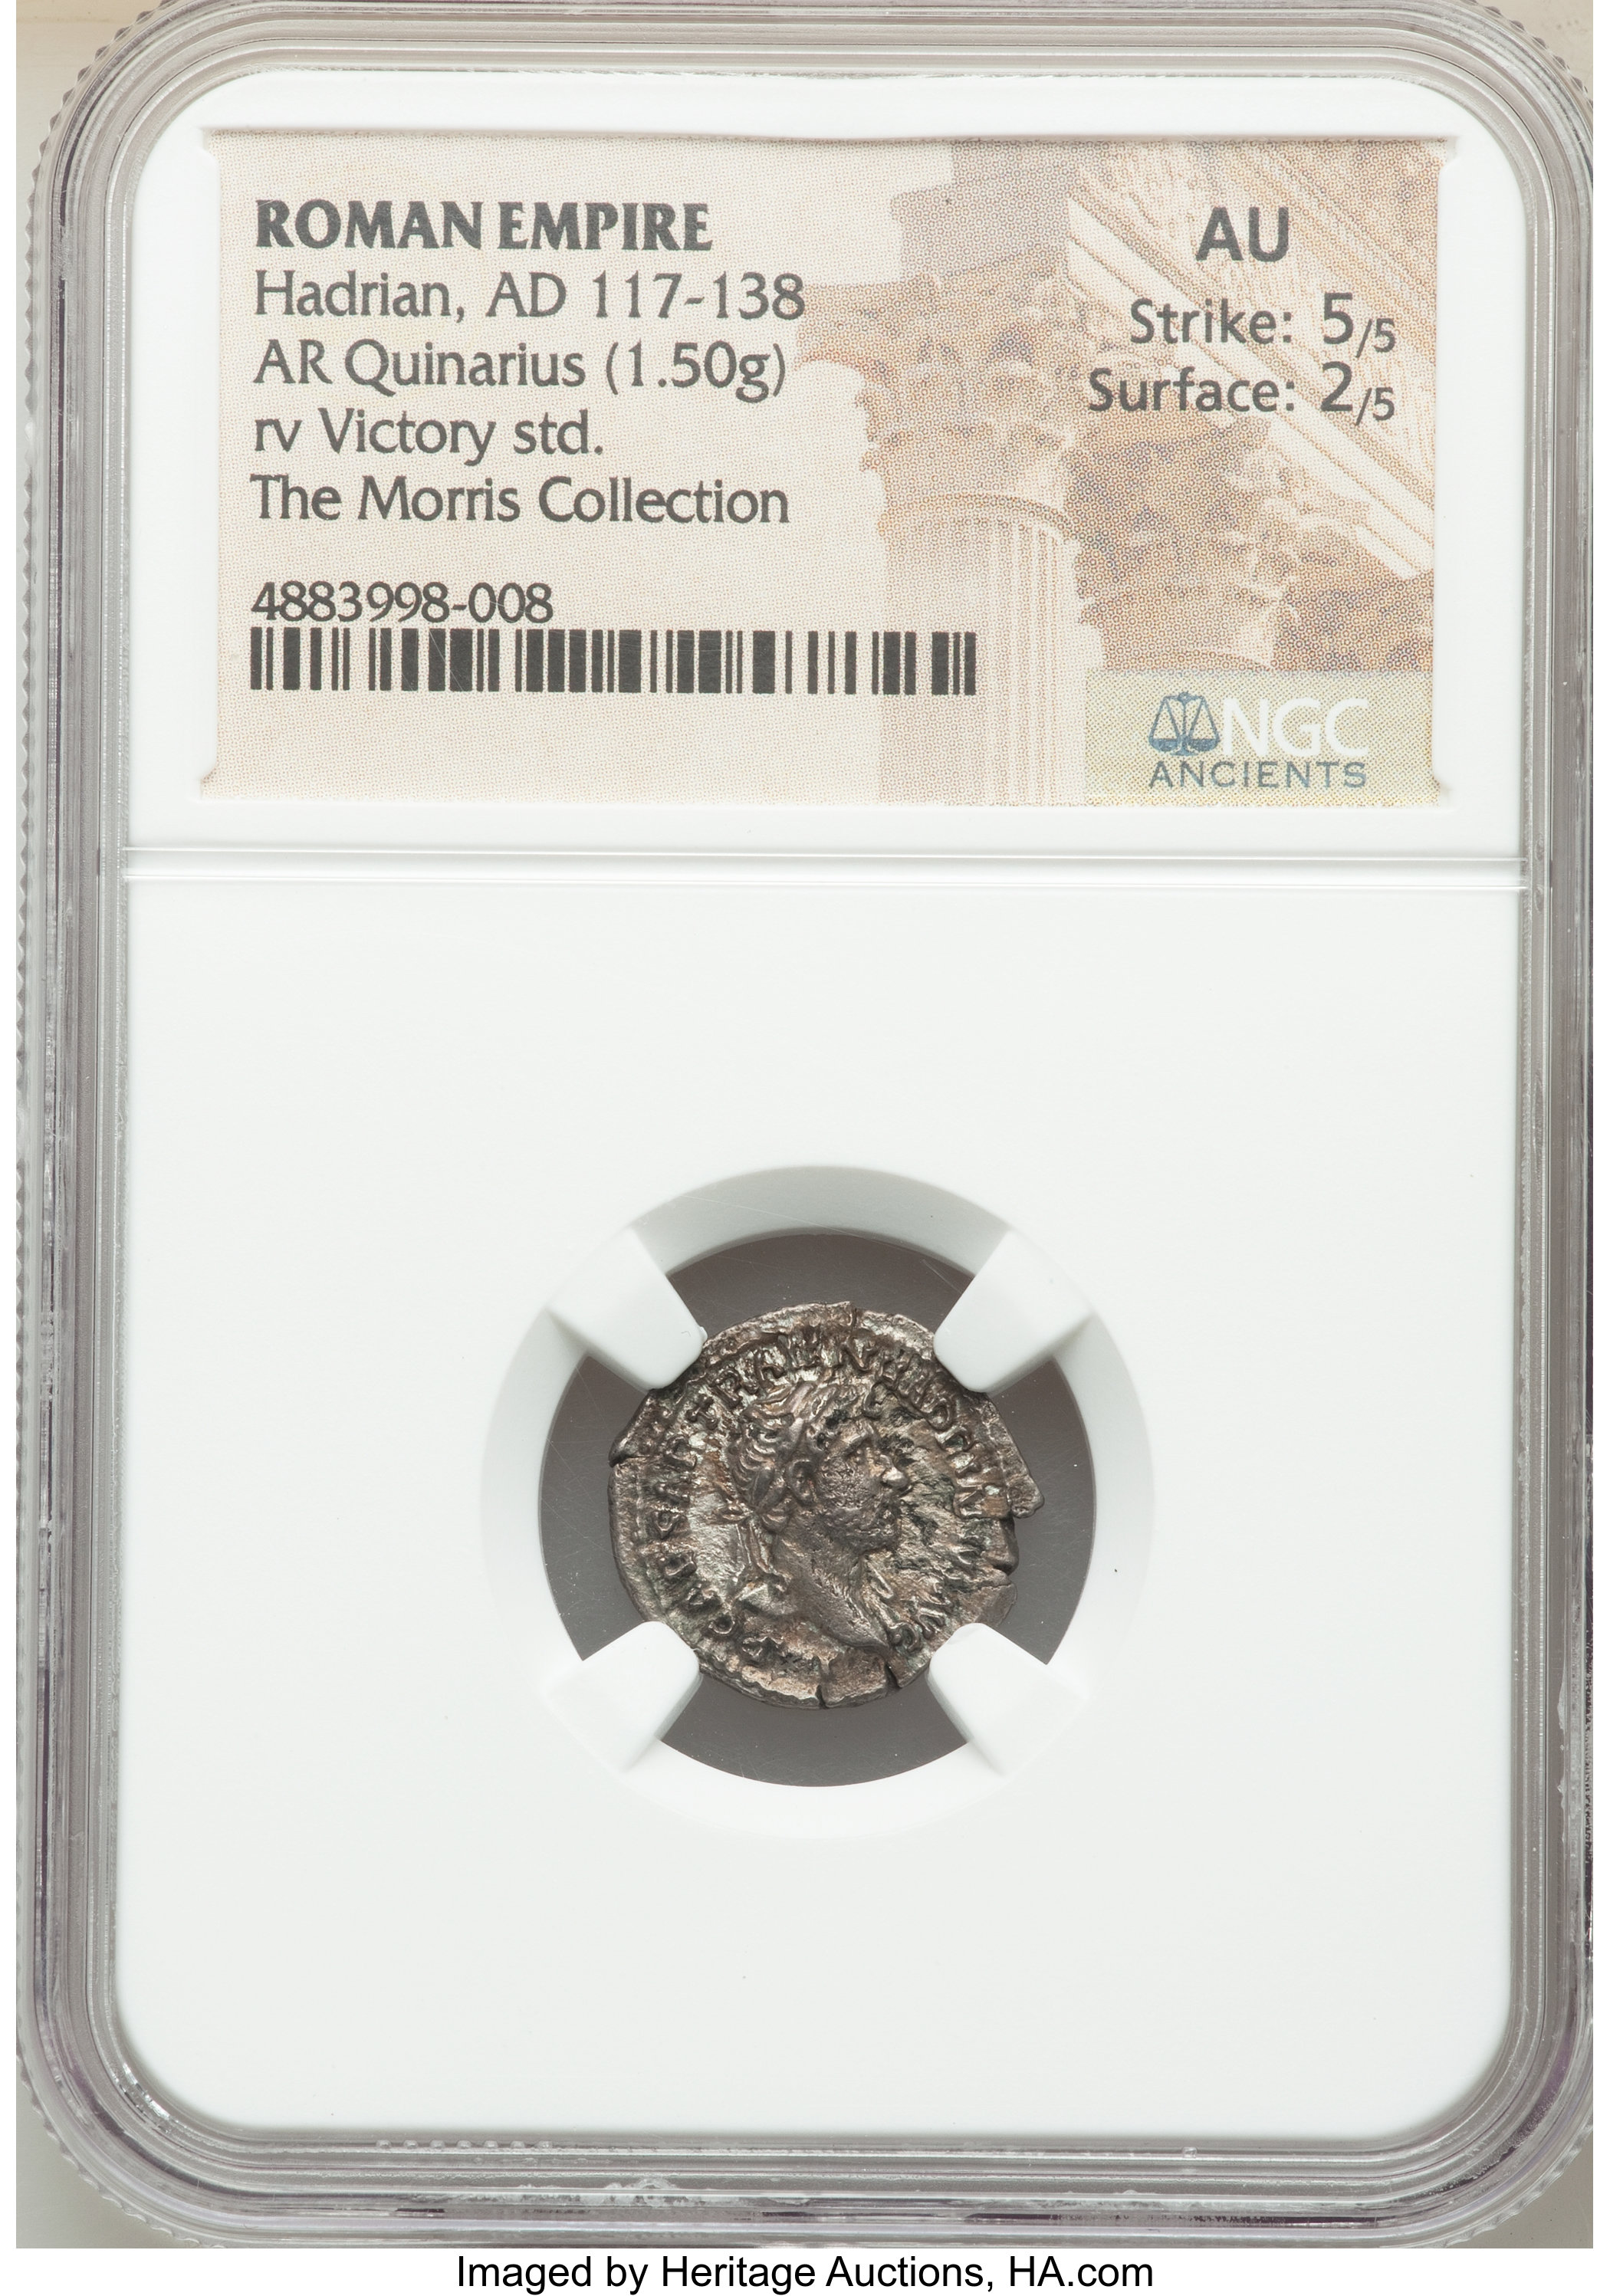 ROMAN EMPIRE
Hadrian, AD 117-138
AR Quinarius (1.50g)
rv Victory std.
The Morris Collection
4883998-008
AU
Strike: 5/5
Surface: 2/5
NGC
ANCIENTS
Imaged by Heritage Auctions, HA.com